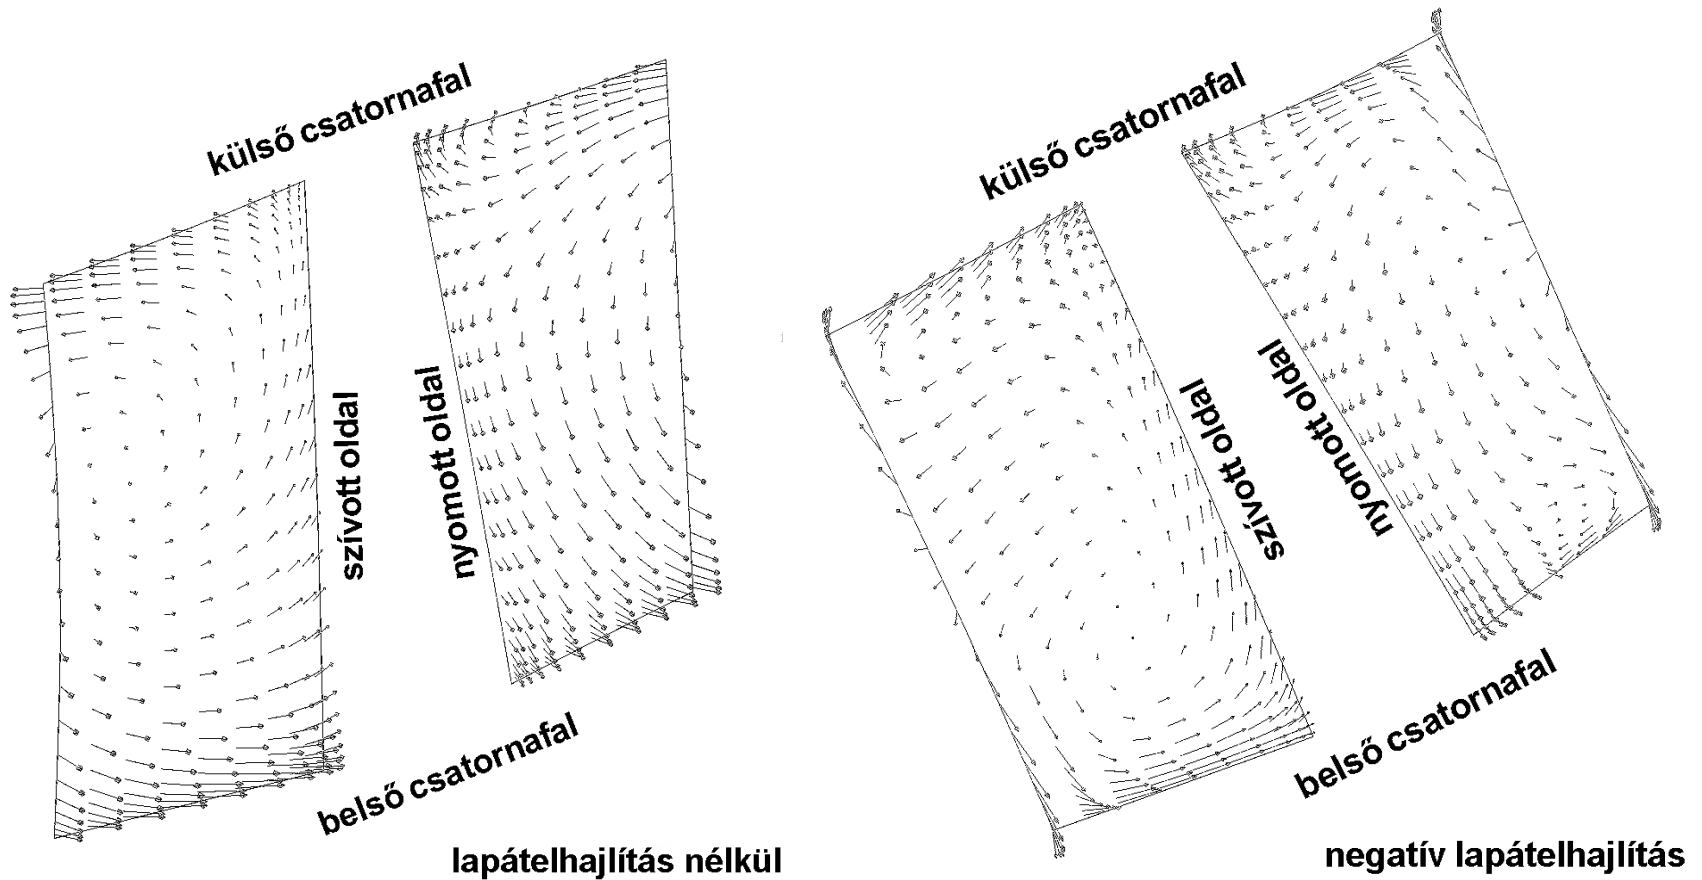 külső csatornafal
szívott oldal
nyomott oldal
belső csatornafal
lapátelhajlítás nélkül
külső csatornafal
szívott oldal
nyomott oldal
belső csatornafal
negatív lapátelhajlítás